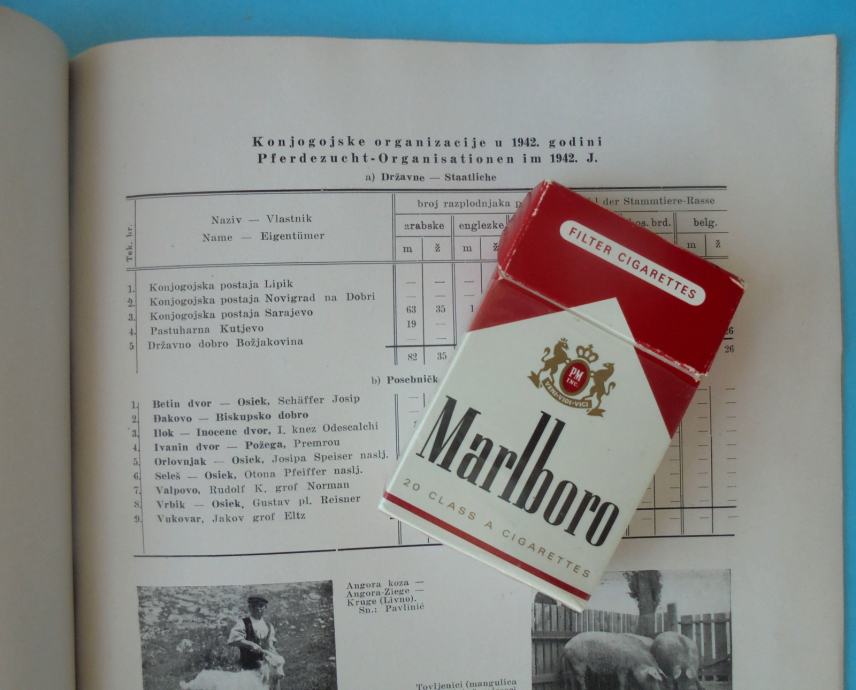 Konjogojske organizacije u 1942. godini
Pferdezucht-Organisationen im 1942. J.
a) Državne — Staatliche
Tek. br.
Naziv — Vlastnik
Name — Eigentümer
broj razplodnjaka
der Stammtiere-Rasse
arabske englezke brd. belg.
m ž m ž m ž
1. Konjogojska postaja Lipik — —
2. Konjogojska postaja Novigrad na Dobri — —
3. Konjogojska postaja Sarajevo 63 35 1
4. Pastuharna Kutjevo 19 — 26
5 Državno dobro Božjakovina — —
82 35 26
b) Posebničk
1. Betin dvor — Osiek, Schäffer Josip
2. Đakovo — Biskupsko dobro
3. Ilok — Inocene dvor, I. knez Odescalchi
4. Ivanin dvor — Požega, Premrou
5. Orlovnjak — Osiek, Josipa Speiser naslj.
6. Seleš — Osiek, Otona Pfeiffer naslj.
7. Valpovo, Rudolf K. grof Norman
8. Vrbik — Osiek, Gustav pl. Reisner
9. Vukovar, Jakov grof Eltz
FILTER CIGARETTES
PM
INC.
VENI·VIDI·VICI
Marlboro
20 CLASS A CIGARETTES
Angora koza —
Angora-Ziege —
Kruge (Livno).
Sn.: Pavlinić
Tovljenici (mangulica